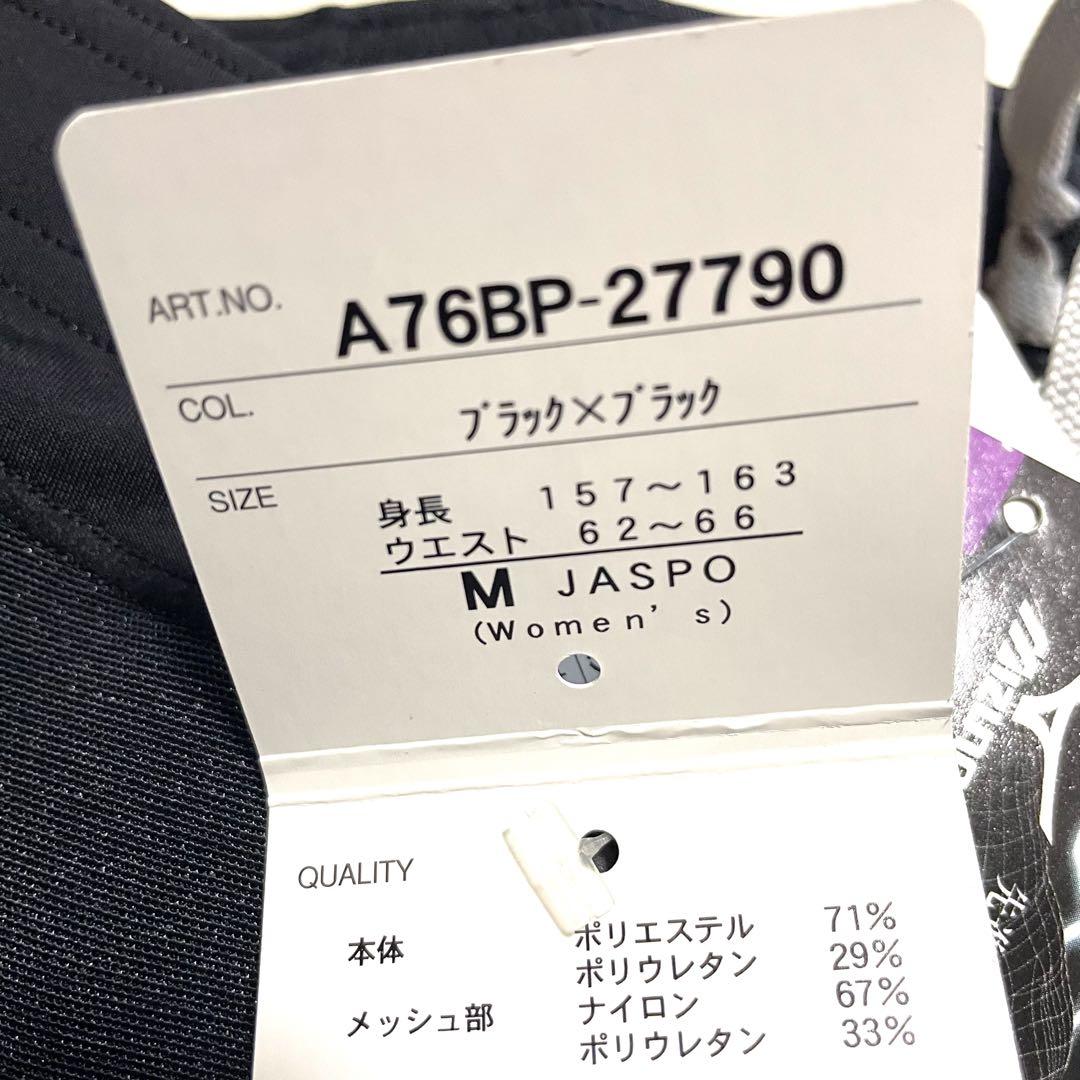 ART.NO. A76BP-27790
COL. ブラック×ブラック
SIZE 身長 157～163
ウエスト 62～66
M JASPO
(Women's)
QUALITY
本体 ポリエステル 71%
ポリウレタン 29%
メッシュ部 ナイロン 67%
ポリウレタン 33%
MIZUNO